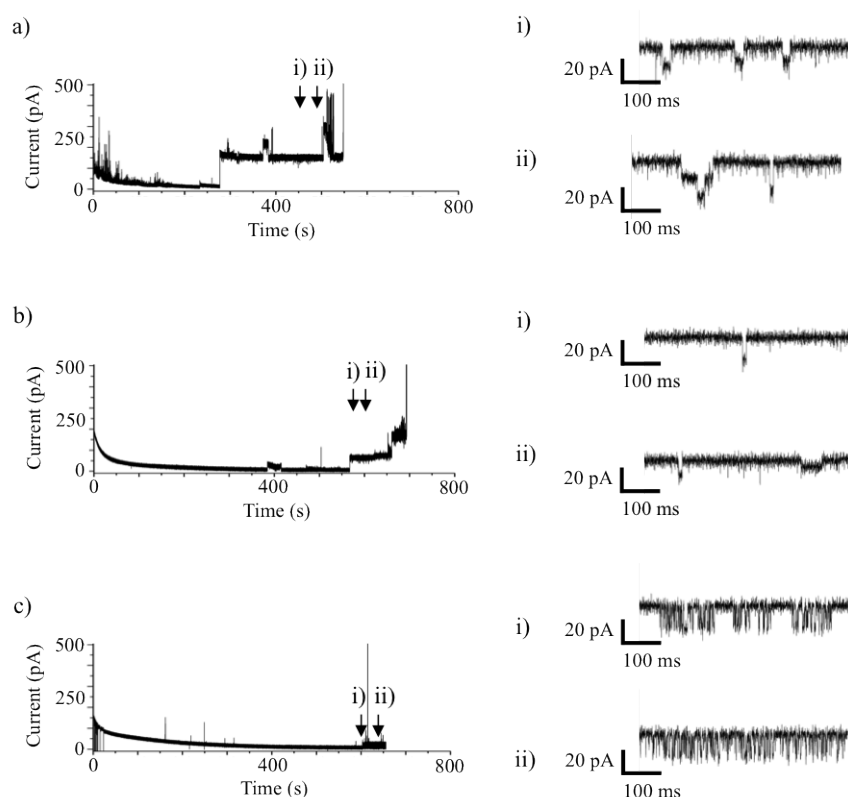 a)
500
250
0
Current (pA)
i) ii)
0 400 800
Time (s)
i)
20 pA
100 ms
ii)
20 pA
100 ms
b)
500
250
0
Current (pA)
i) ii)
0 400 800
Time (s)
i)
20 pA
100 ms
ii)
20 pA
100 ms
c)
500
250
0
Current (pA)
i) ii)
0 400 800
Time (s)
i)
20 pA
100 ms
ii)
20 pA
100 ms